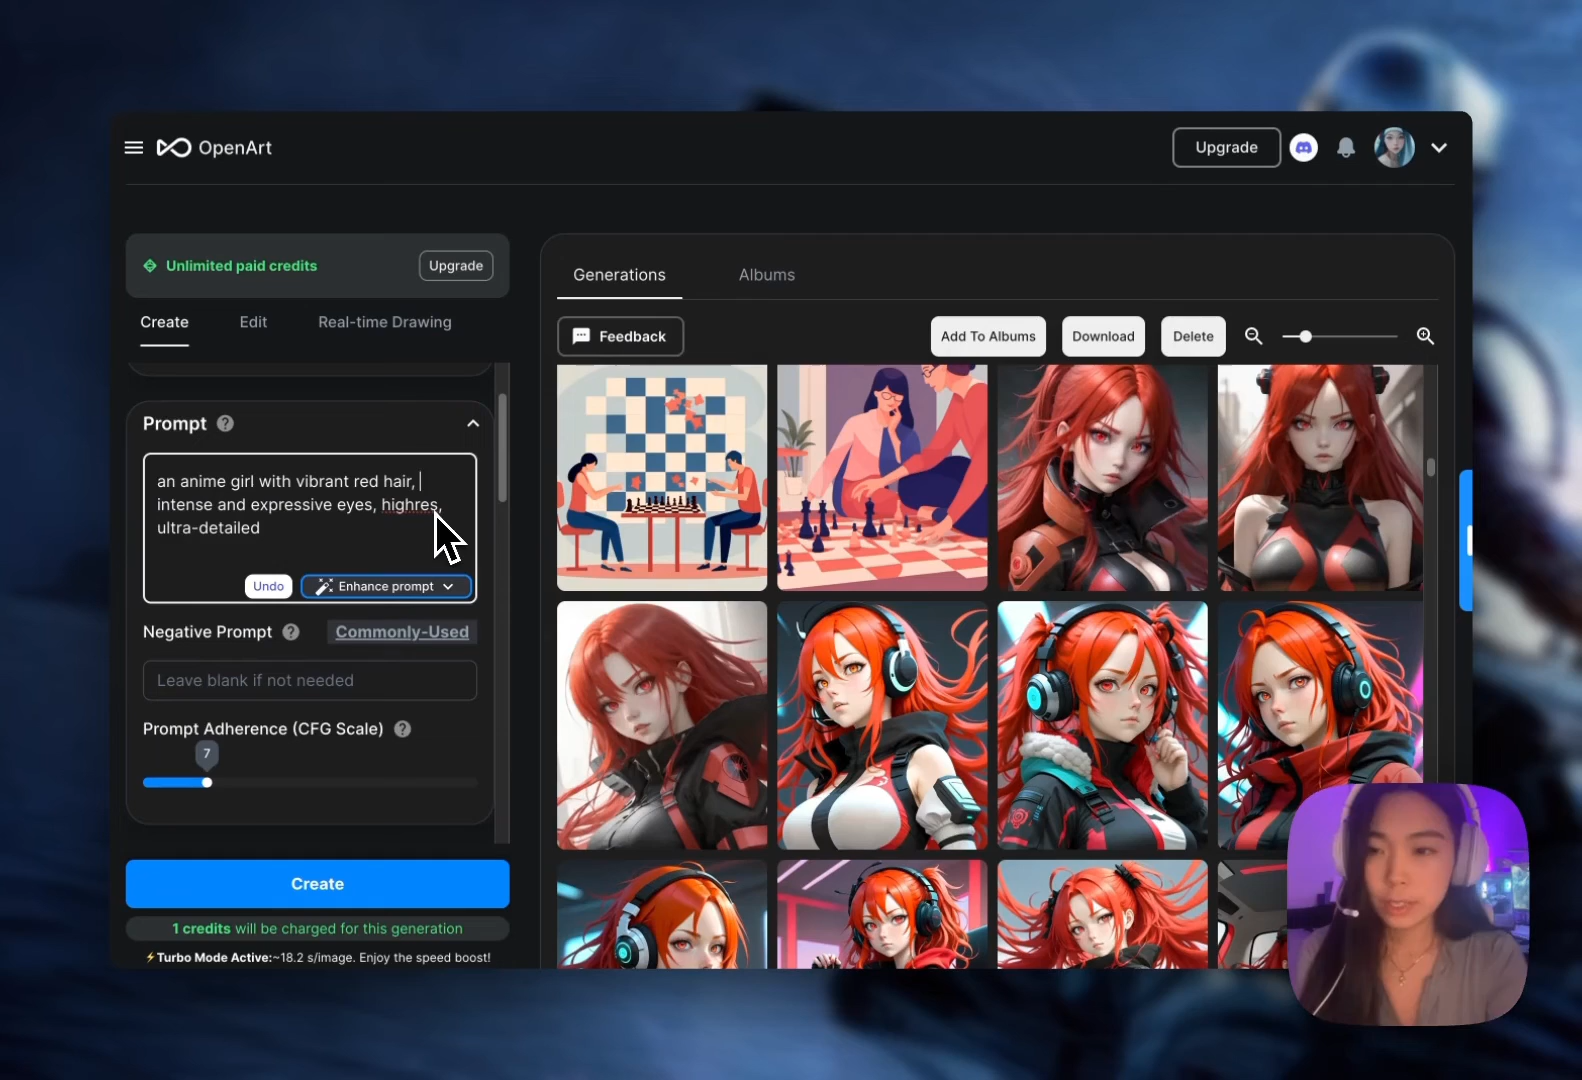 OpenArt
Upgrade
Unlimited paid credits
Upgrade
Create
Edit
Real-time Drawing
Prompt ?
an anime girl with vibrant red hair,
intense and expressive eyes, highres,
ultra-detailed
Undo
Enhance prompt
Negative Prompt ?
Commonly-Used
Leave blank if not needed
Prompt Adherence (CFG Scale) ?
7
Create
1 credits will be charged for this generation
⚡Turbo Mode Active:~18.2 s/image. Enjoy the speed boost!
Generations
Albums
Feedback
Add To Albums
Download
Delete